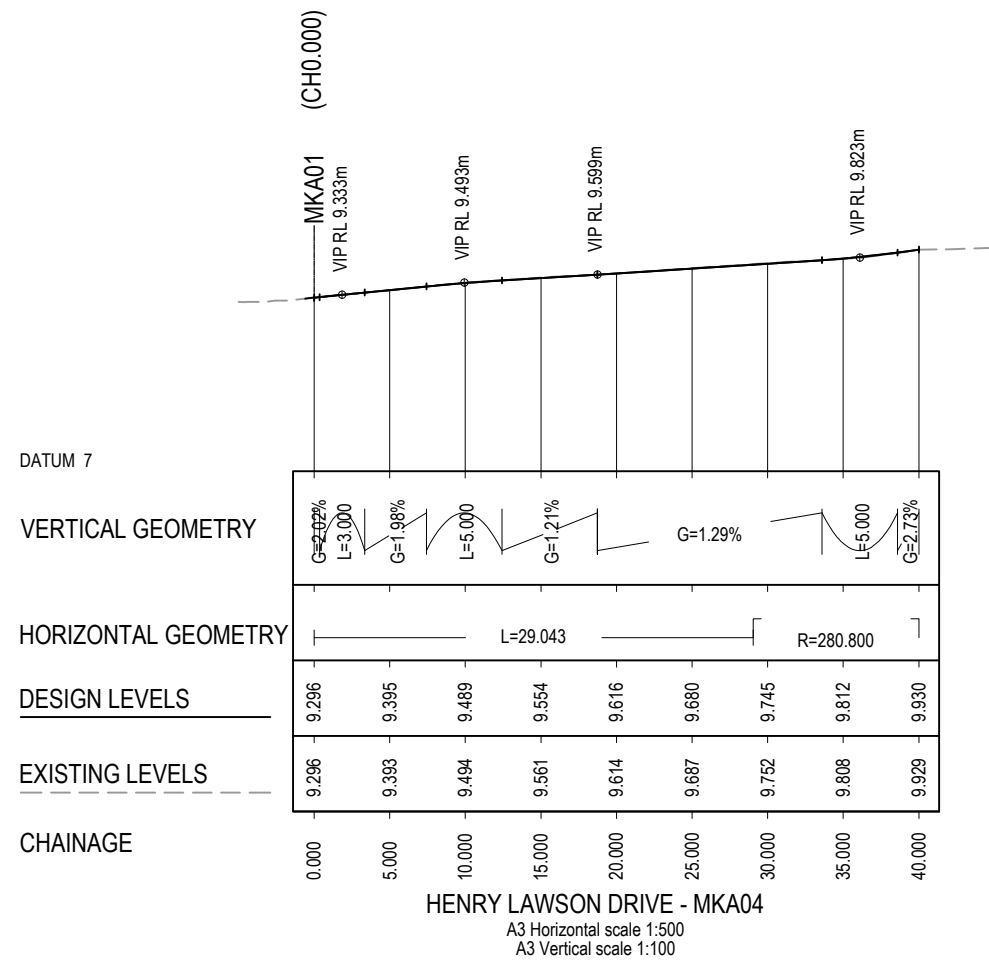 (CH0.000)
MKA01
VIP RL 9.333m
VIP RL 9.493m
VIP RL 9.599m
VIP RL 9.823m
DATUM 7
VERTICAL GEOMETRY
G=2.02%
L=3.000
G=1.98%
L=5.000
G=1.21%
G=1.29%
L=5.000
G=2.73%
HORIZONTAL GEOMETRY
L=29.043
R=280.800
DESIGN LEVELS
9.296 9.395 9.489 9.554 9.616 9.680 9.745 9.812 9.930
EXISTING LEVELS
9.296 9.393 9.494 9.561 9.614 9.687 9.752 9.808 9.929
CHAINAGE
0.000 5.000 10.000 15.000 20.000 25.000 30.000 35.000 40.000
HENRY LAWSON DRIVE - MKA04
A3 Horizontal scale 1:500
A3 Vertical scale 1:100